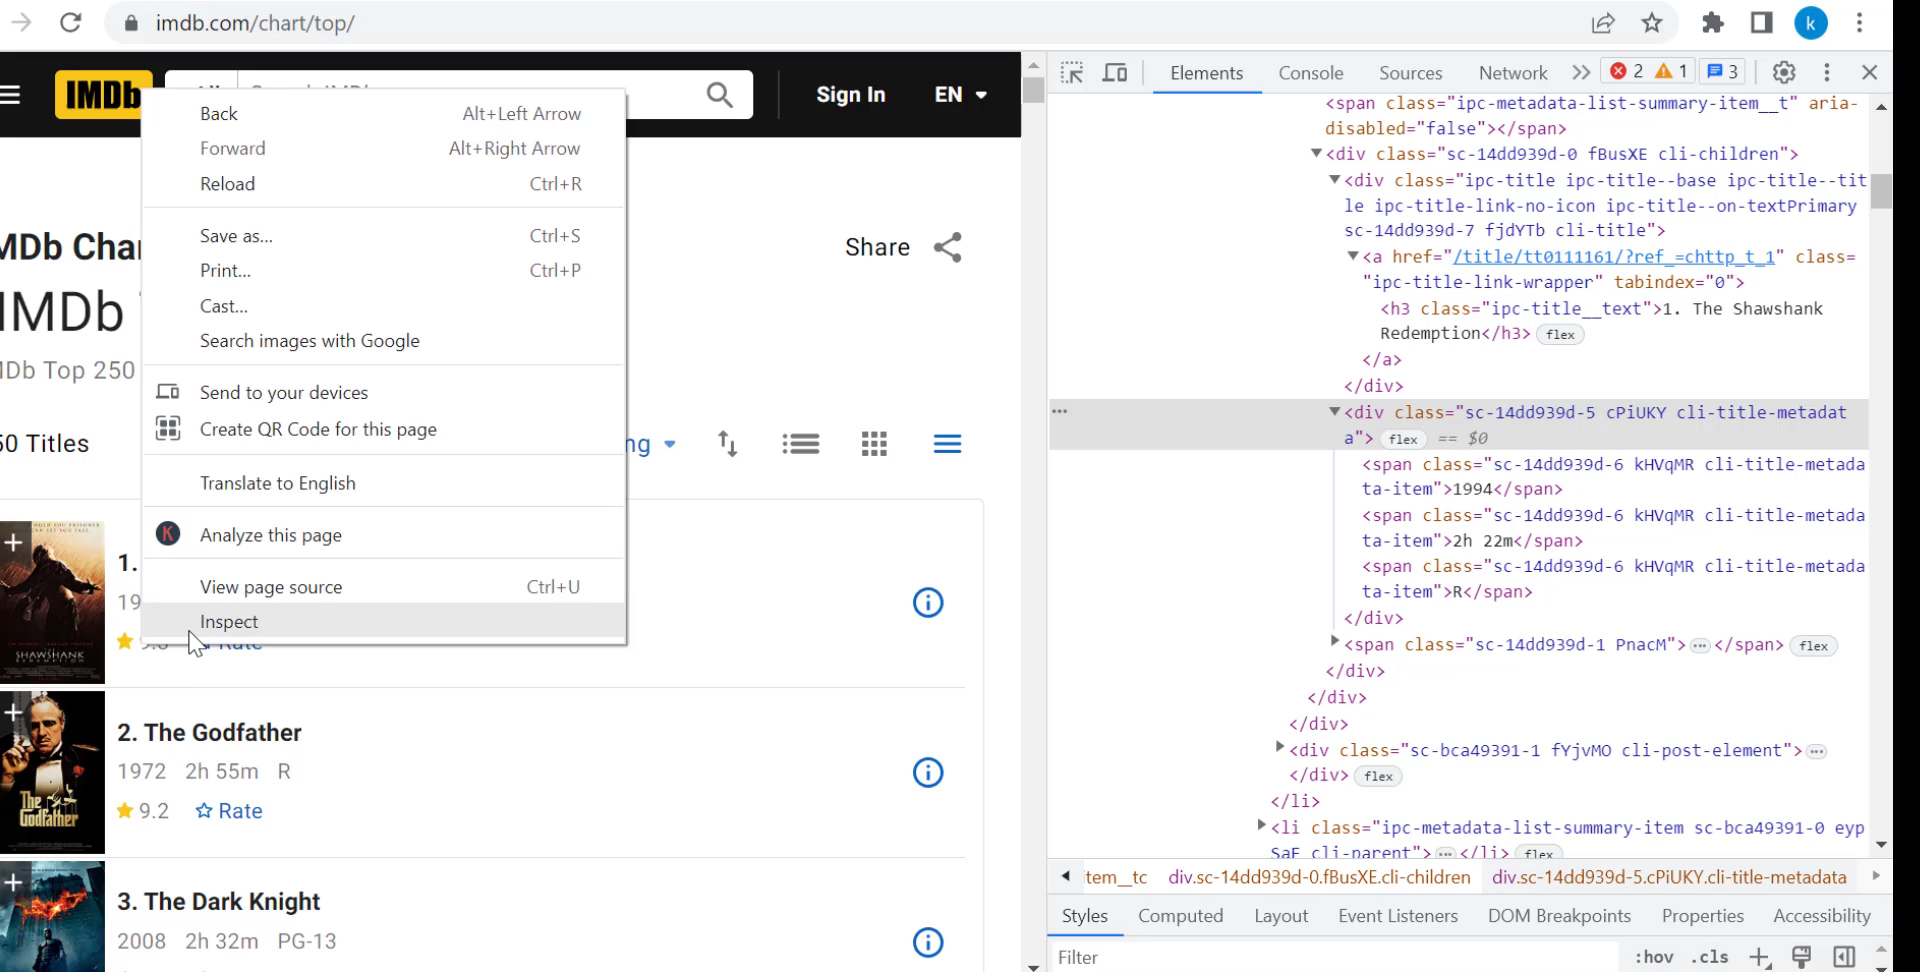 imdb.com/chart/top/
k
IMDb
Sign In
EN
Back Alt+Left Arrow
Forward Alt+Right Arrow
Reload Ctrl+R
Save as... Ctrl+S
Print... Ctrl+P
Cast...
Search images with Google
Send to your devices
Create QR Code for this page
Translate to English
K Analyze this page
View page source Ctrl+U
Inspect
MDb Char
Share
IMDb
Db Top 250
0 Titles
ng
1.
19
Rate
SHAWSHANK
2. The Godfather
1972 2h 55m R
9.2 Rate
The Godfather
3. The Dark Knight
2008 2h 32m PG-13
Elements Console Sources Network 2 1 3
<span class="ipc-metadata-list-summary-item__t" aria-
disabled="false"></span>
<div class="sc-14dd939d-0 fBusXE cli-children">
<div class="ipc-title ipc-title--base ipc-title--tit
le ipc-title-link-no-icon ipc-title--on-textPrimary
sc-14dd939d-7 fjdYTb cli-title">
<a href="/title/tt0111161/?ref_=chttp_t_1" class=
"ipc-title-link-wrapper" tabindex="0">
<h3 class="ipc-title__text">1. The Shawshank
Redemption</h3> flex
</a>
</div>
<div class="sc-14dd939d-5 cPiUKY cli-title-metadat
a"> flex == $0
<span class="sc-14dd939d-6 kHVqMR cli-title-metada
ta-item">1994</span>
<span class="sc-14dd939d-6 kHVqMR cli-title-metada
ta-item">2h 22m</span>
<span class="sc-14dd939d-6 kHVqMR cli-title-metada
ta-item">R</span>
</div>
<span class="sc-14dd939d-1 PnacM">…</span> flex
</div>
</div>
</div>
<div class="sc-bca49391-1 fYjvMO cli-post-element">…
</div> flex
</li>
<li class="ipc-metadata-list-summary-item sc-bca49391-0 eyp
SaF cli-parent">…</li> flex
tem__tc div.sc-14dd939d-0.fBusXE.cli-children div.sc-14dd939d-5.cPiUKY.cli-title-metadata
Styles Computed Layout Event Listeners DOM Breakpoints Properties Accessibility
Filter :hov .cls